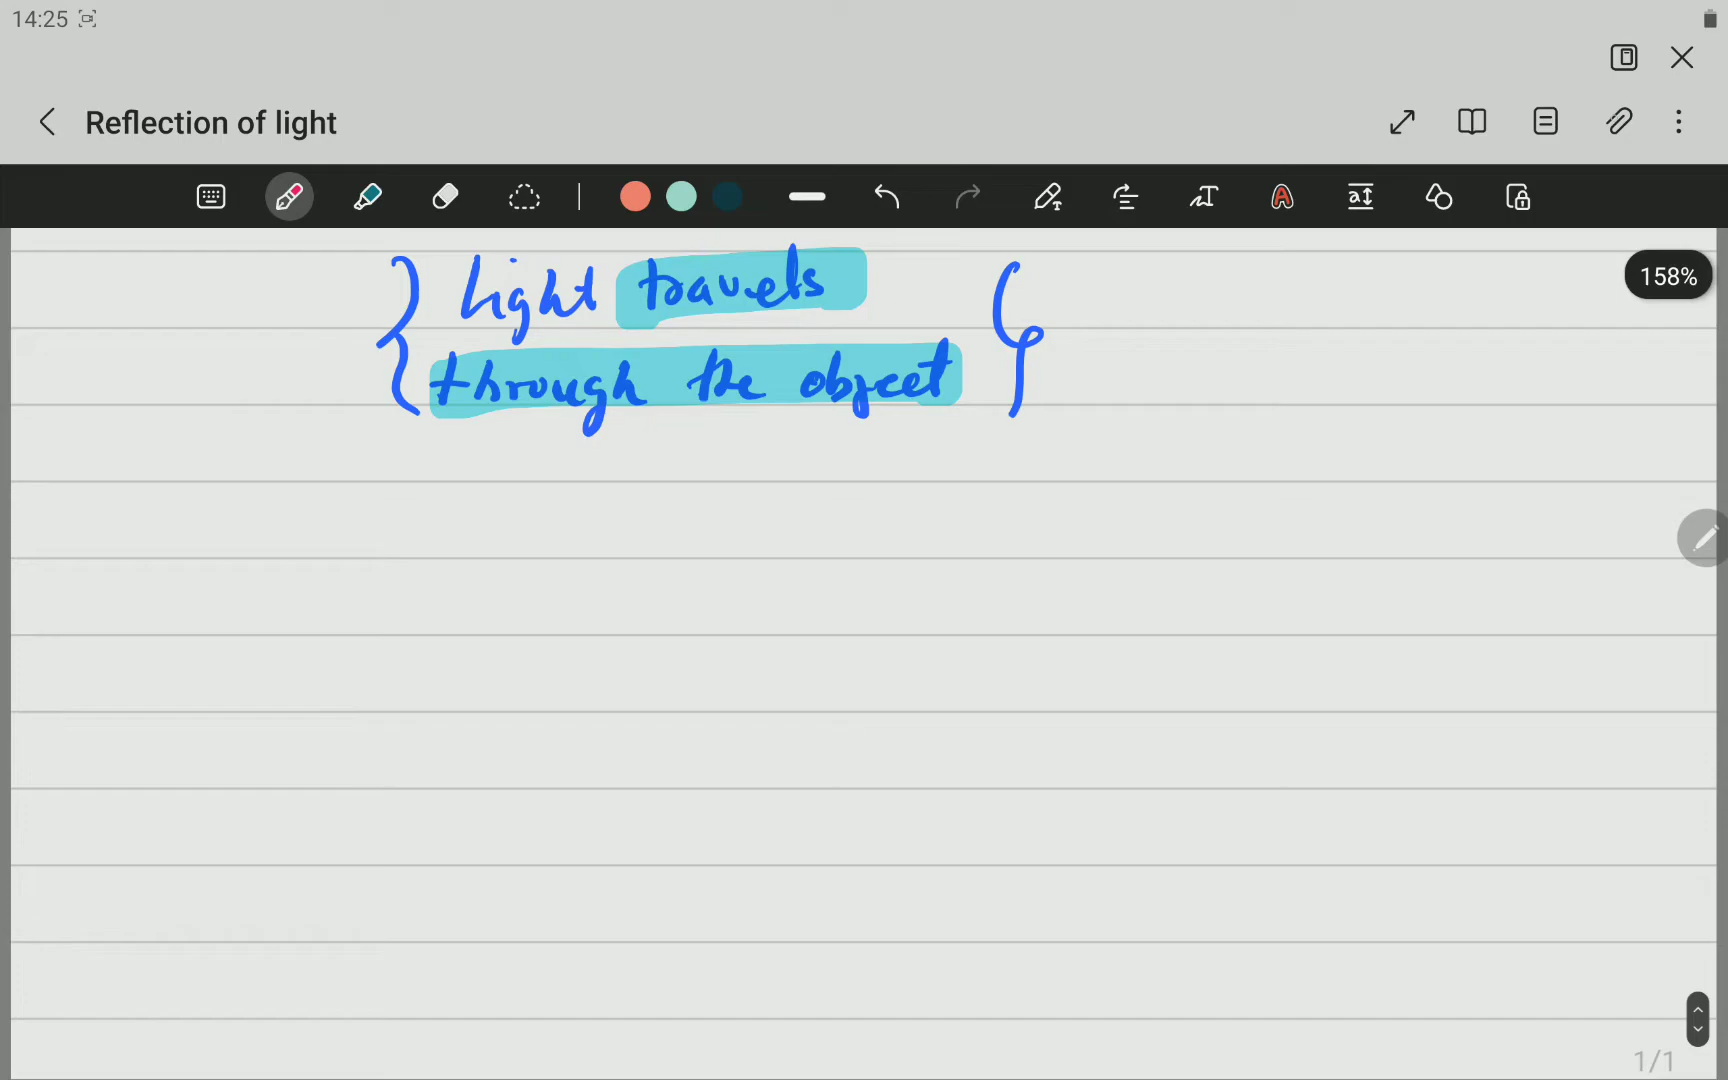 14:25
Reflection of light
158%
} light travels {
through the object
1/1